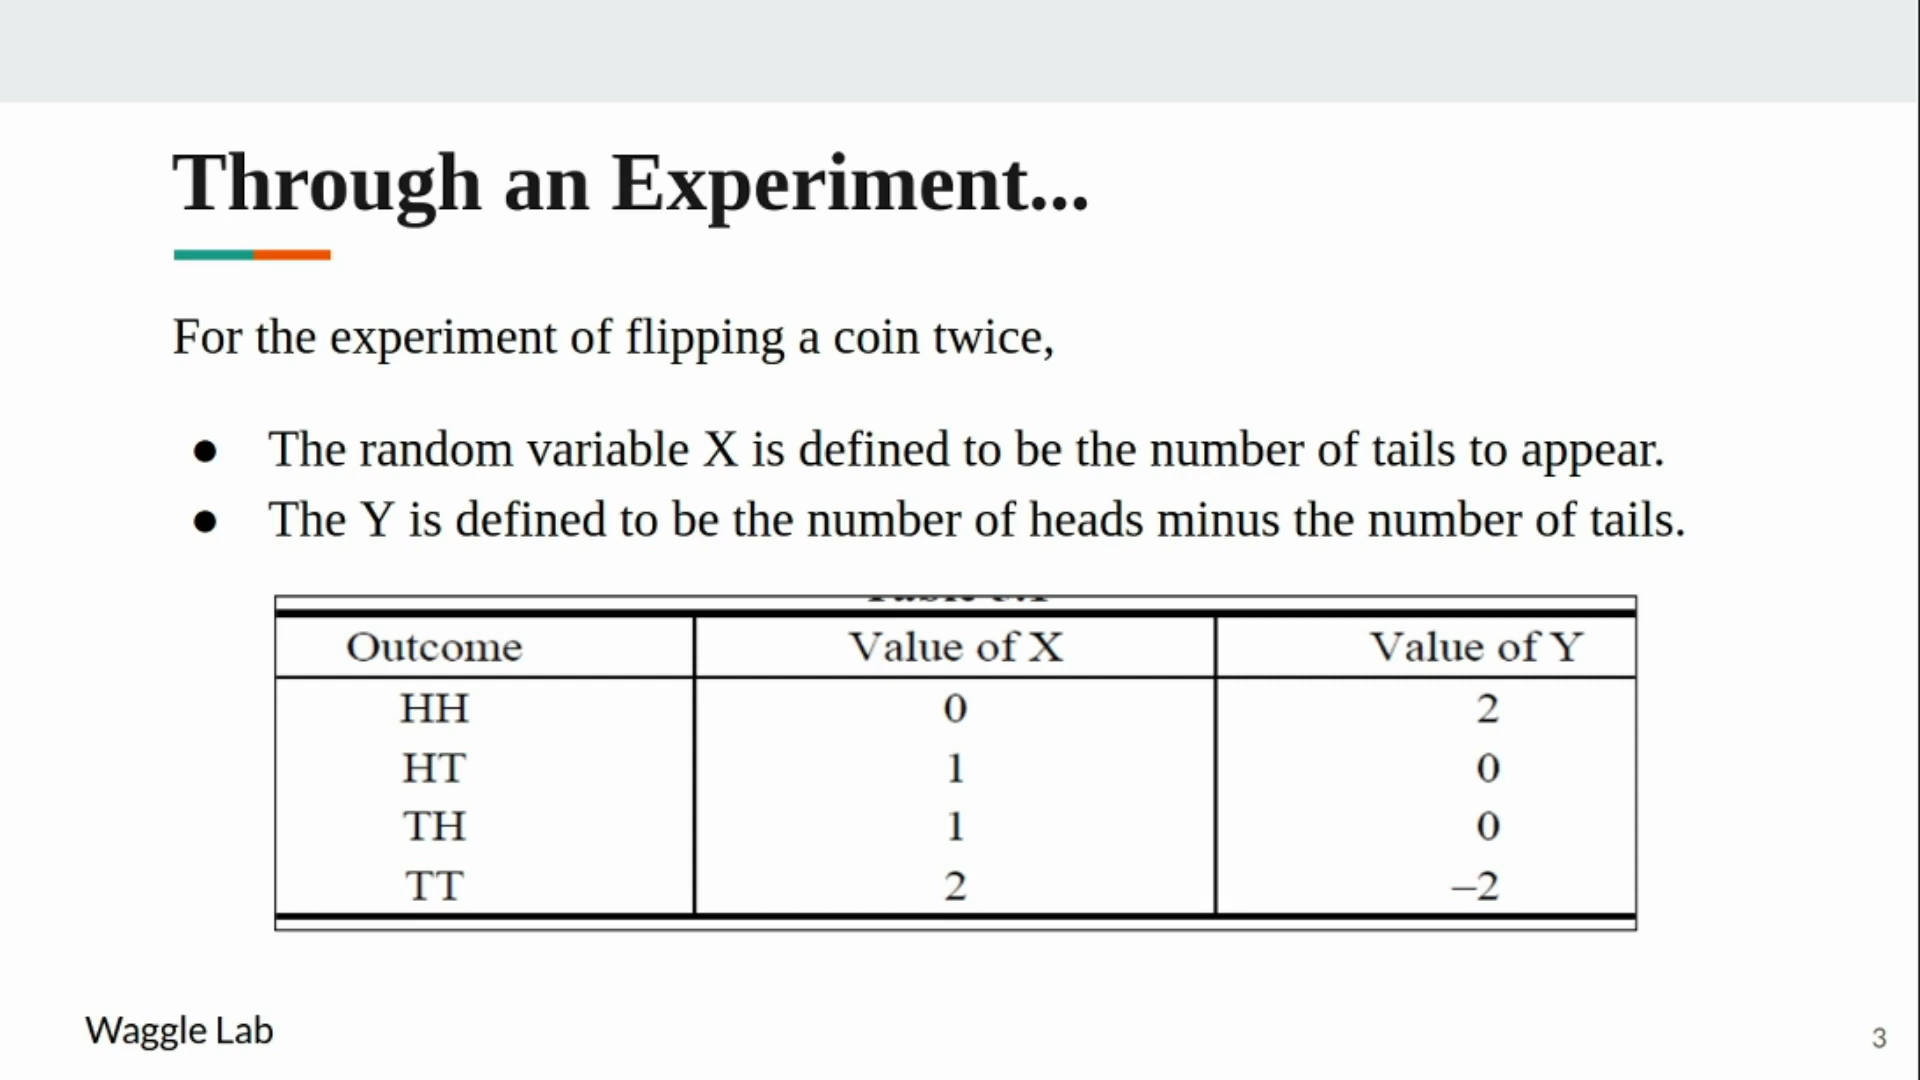 Through an Experiment...
For the experiment of flipping a coin twice,
● The random variable X is defined to be the number of tails to appear.
● The Y is defined to be the number of heads minus the number of tails.
Outcome Value of X Value of Y
HH 0 2
HT 1 0
TH 1 0
TT 2 –2
Waggle Lab
3